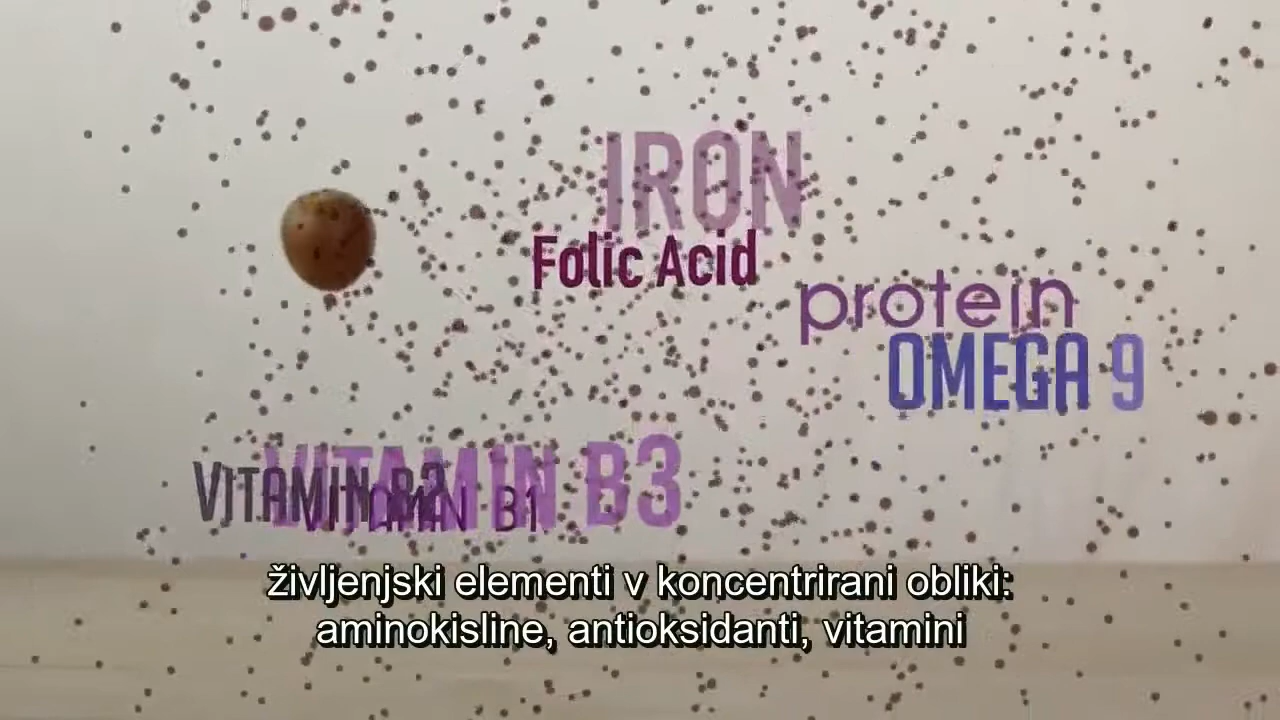 IRON
Folic Acid
protein
OMEGA 9
VITAMIN B3
VITAMIN B2
VITAMIN B1
življenjski elementi v koncentrirani obliki:
aminokisline, antioksidanti, vitamini